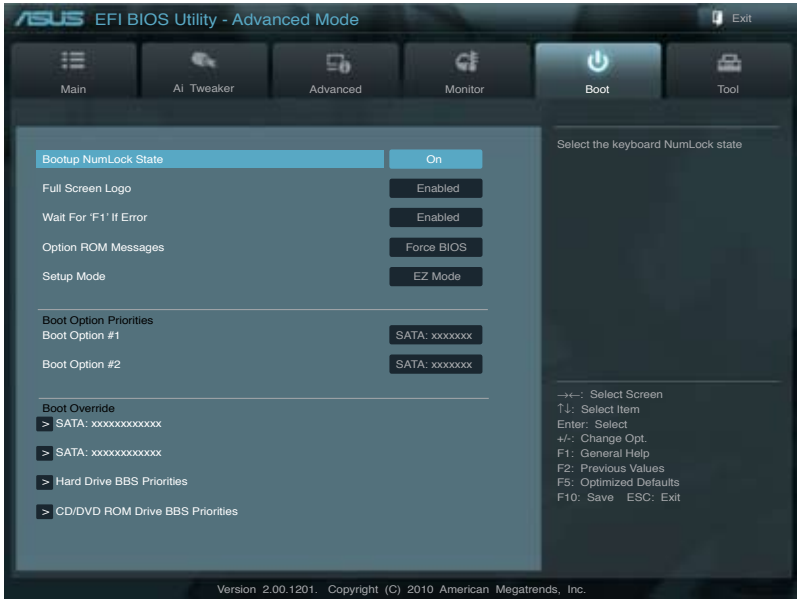 ASUS EFI BIOS Utility - Advanced Mode
Exit
Main
Ai Tweaker
Advanced
Monitor
Boot
Tool
Bootup NumLock State On
Full Screen Logo Enabled
Wait For ‘F1’ If Error Enabled
Option ROM Messages Force BIOS
Setup Mode EZ Mode
Boot Option Priorities
Boot Option #1 SATA: xxxxxxx
Boot Option #2 SATA: xxxxxxx
Boot Override
> SATA: xxxxxxxxxxxx
> SATA: xxxxxxxxxxxx
> Hard Drive BBS Priorities
> CD/DVD ROM Drive BBS Priorities
Select the keyboard NumLock state
→←: Select Screen
↑↓: Select Item
Enter: Select
+/-: Change Opt.
F1: General Help
F2: Previous Values
F5: Optimized Defaults
F10: Save ESC: Exit
Version 2.00.1201. Copyright (C) 2010 American Megatrends, Inc.